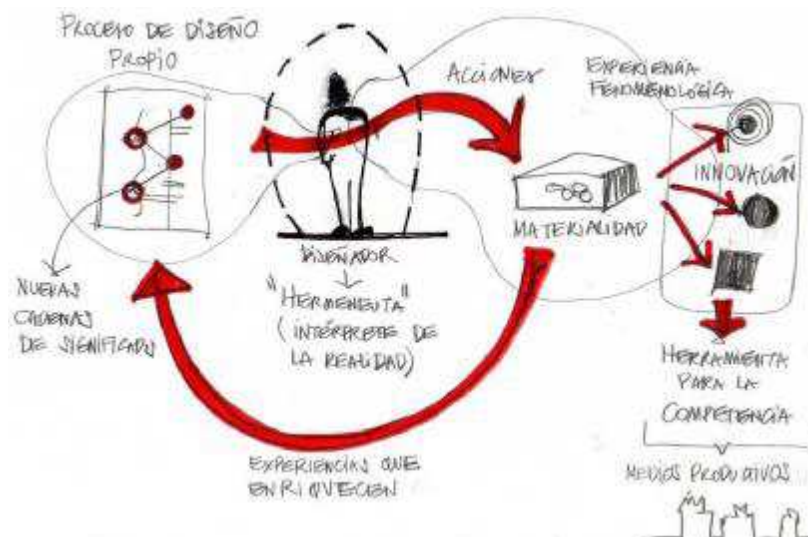 PROCESO DE DISEÑO
PROPIO
ACCIONES
EXPERIENCIA
FENOMENOLÓGICA
INNOVACIÓN
MATERIALIDAD
DISEÑADOR
"HERMENEUTA"
(INTÉRPRETE DE
LA REALIDAD)
NUEVAS
CADENAS
DE SIGNIFICADO
HERRAMIENTA
PARA LA
COMPETENCIA
EXPERIENCIAS QUE
ENRIQUECEN
MEDIOS PRODUCTIVOS